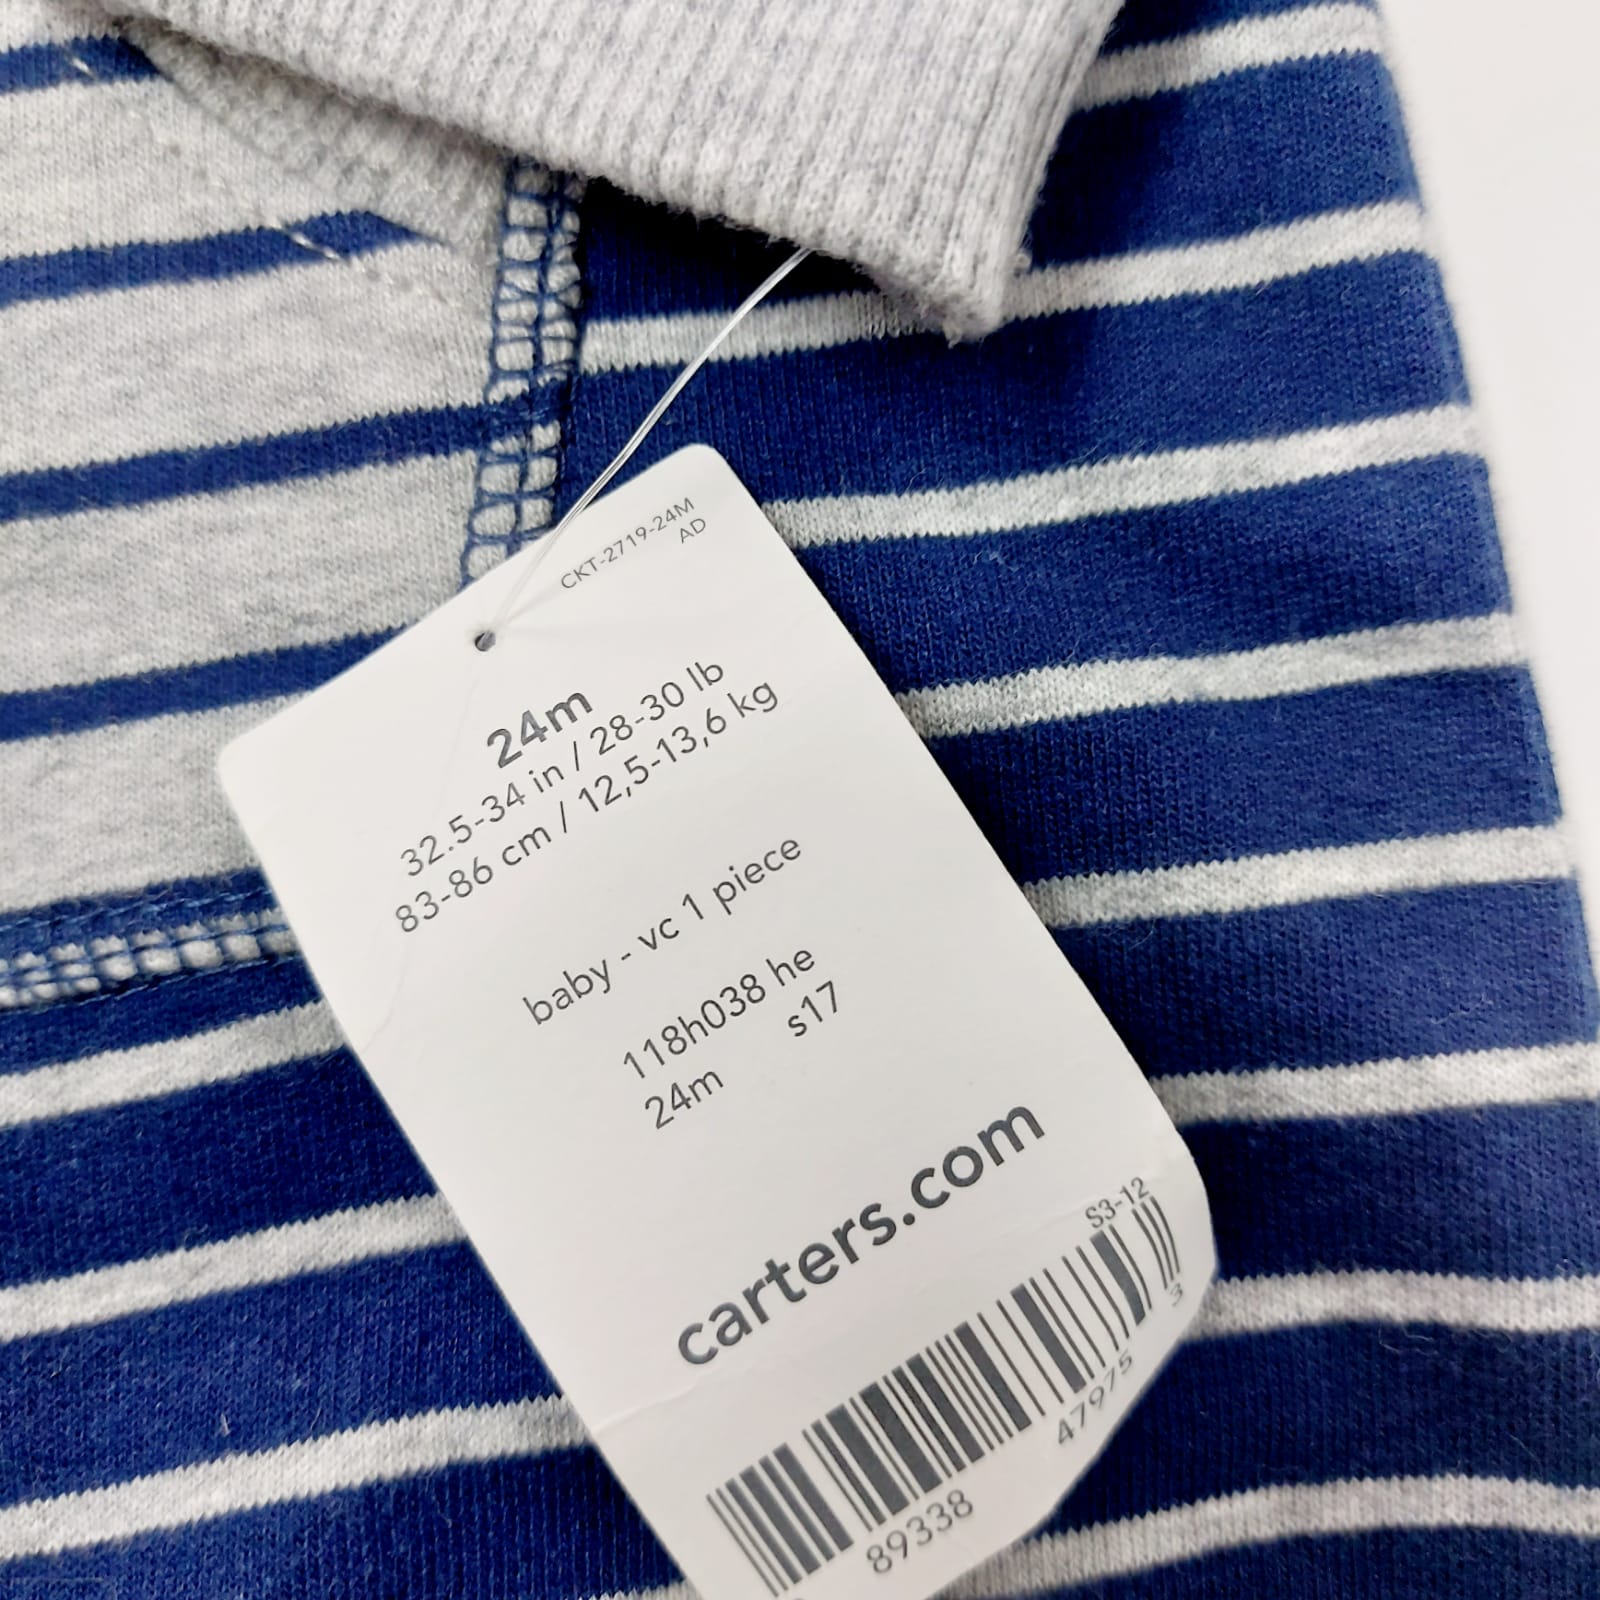 CKT-2719-24M
AD
24m
32.5-34 in / 28-30 lb
83-86 cm / 12,5-13,6 kg
baby - vc 1 piece
118h038 he
24m s17
carters.com
S3-12
89338 47975 3